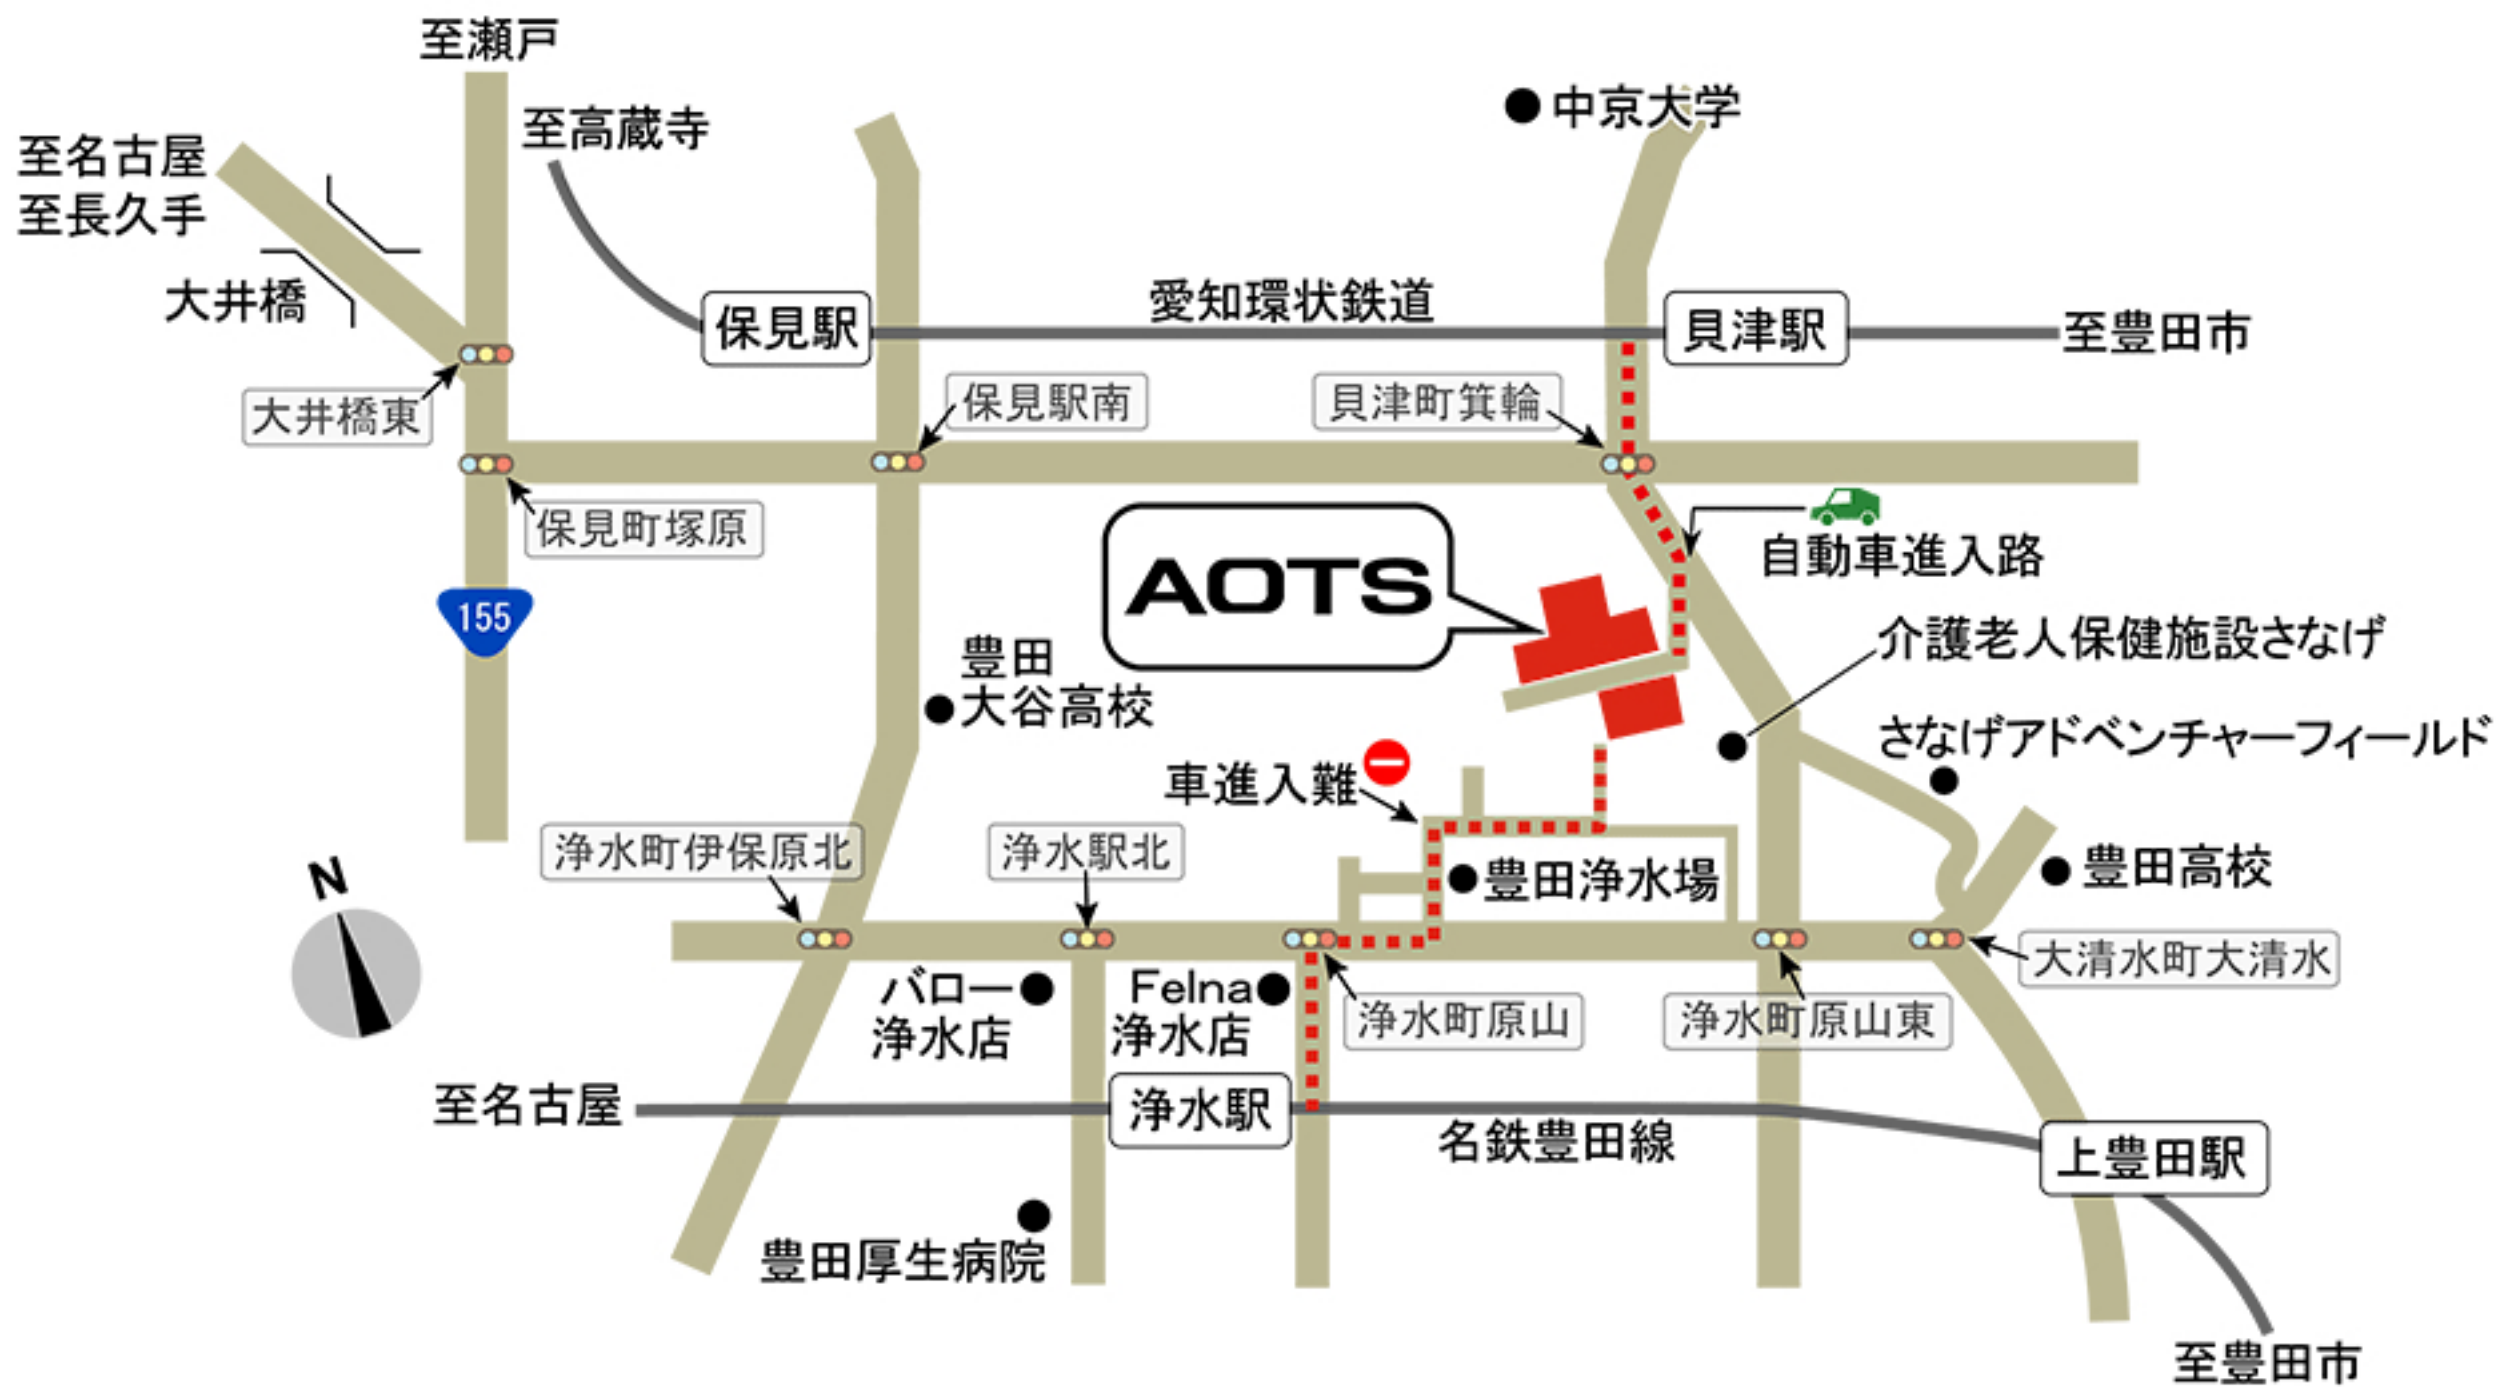 至瀬戸
至高蔵寺
中京大学
至名古屋
至長久手
大井橋
愛知環状鉄道
保見駅
貝津駅
至豊田市
大井橋東
保見駅南
貝津町箕輪
保見町塚原
自動車進入路
AOTS
155
介護老人保健施設さなげ
豊田
大谷高校
さなげアドベンチャーフィールド
車進入難
浄水町伊保原北
浄水駅北
豊田浄水場
豊田高校
N
大清水町大清水
バロー
浄水店
Felna
浄水店
浄水町原山
浄水町原山東
至名古屋
浄水駅
名鉄豊田線
上豊田駅
豊田厚生病院
至豊田市